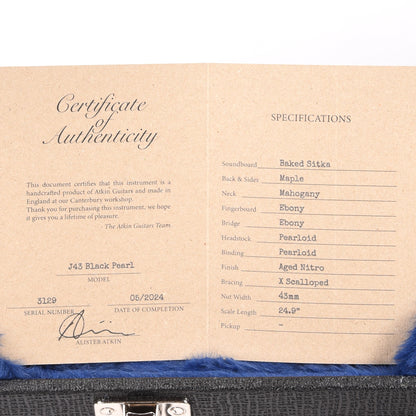 Certificate
of
Authenticity
This document certifies that this instrument is a
handcrafted product of Atkin Guitars and made in
England at our Canterbury workshop.
Thank you for purchasing this instrument, we hope
it gives you a lifetime of pleasure.
- The Atkin Guitars Team
J43 Black Pearl
MODEL
3129 05/2024
SERIAL NUMBER DATE OF COMPLETION
ALISTER ATKIN
SPECIFICATIONS
Soundboard Baked Sitka
Back & Sides Maple
Neck Mahogany
Fingerboard Ebony
Bridge Ebony
Headstock Pearloid
Binding Pearloid
Finish Aged Nitro
Bracing X Scalloped
Nut Width 43mm
Scale Length 24.9"
Pickup -